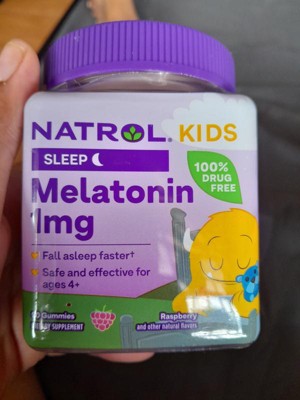 NATROL KIDS
SLEEP
100%
DRUG
FREE
Melatonin
1mg
Fall asleep faster†
Safe and effective for
ages 4+
Gummies
DIETARY SUPPLEMENT
Raspberry
and other natural flavors